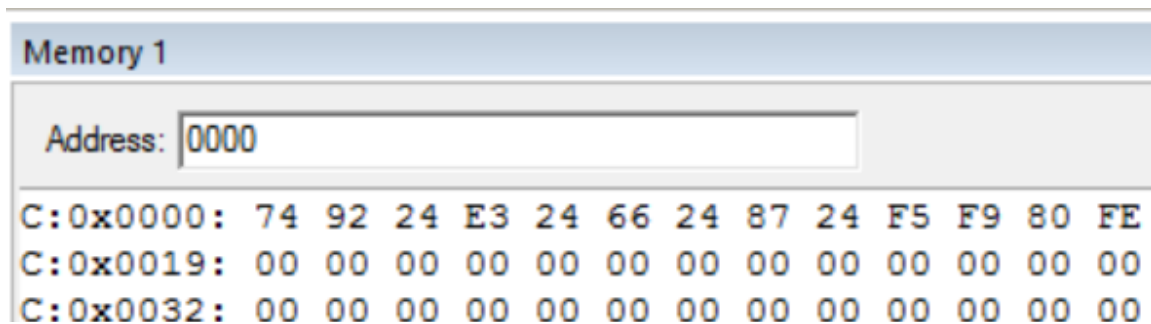 Memory 1
Address: 0000
C:0x0000: 74 92 24 E3 24 66 24 87 24 F5 F9 80 FE
C:0x0019: 00 00 00 00 00 00 00 00 00 00 00 00 00
C:0x0032: 00 00 00 00 00 00 00 00 00 00 00 00 00